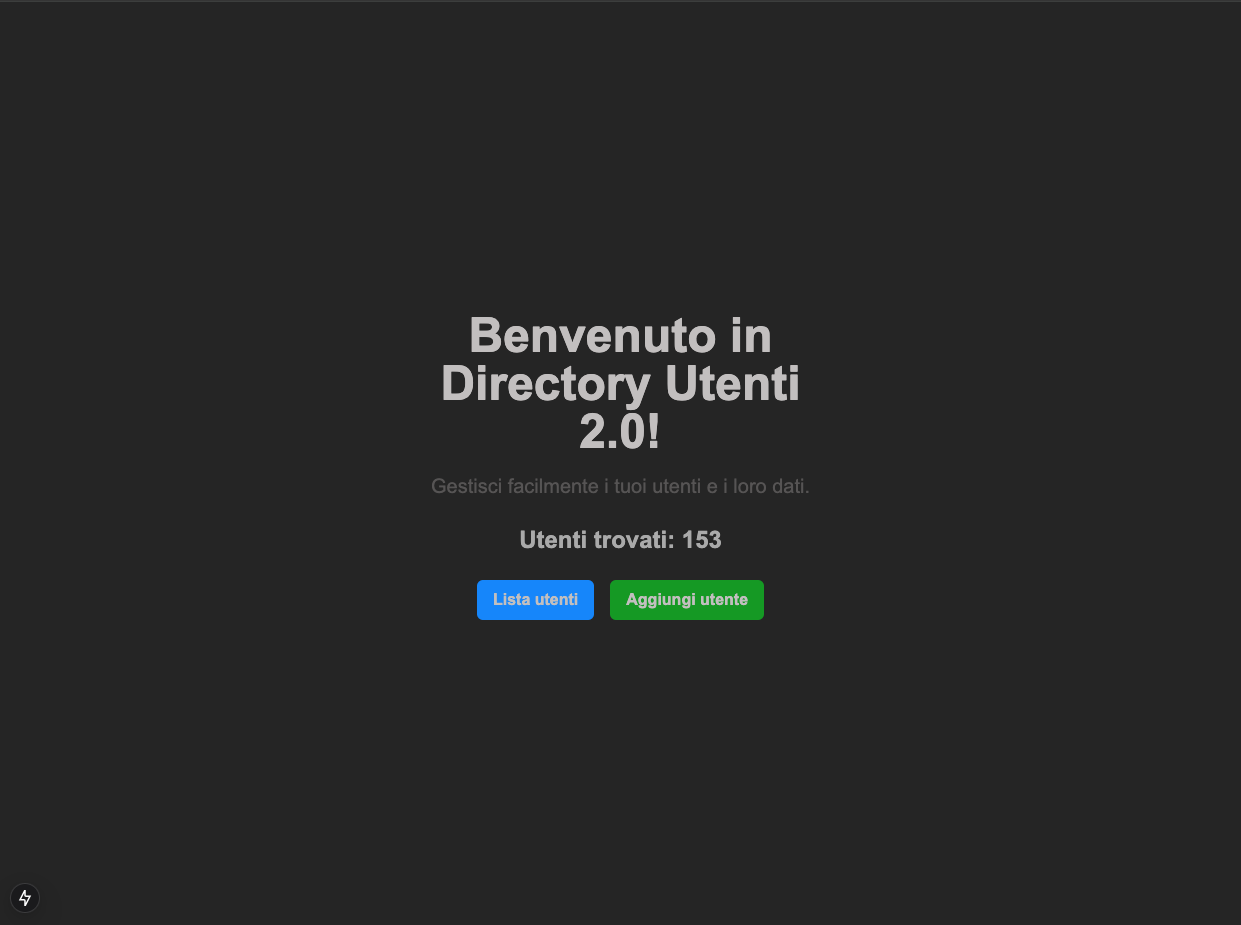 Benvenuto in
Directory Utenti
2.0!
Gestisci facilmente i tuoi utenti e i loro dati.
Utenti trovati: 153
Lista utenti
Aggiungi utente